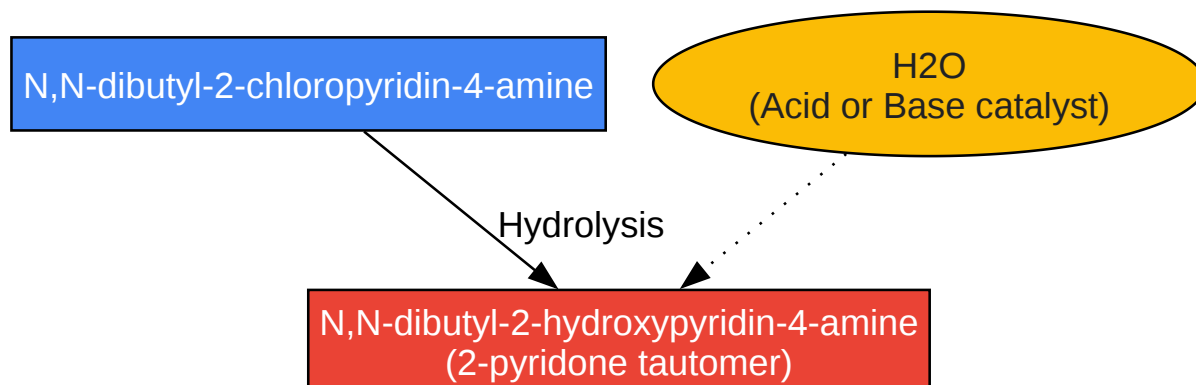 N,N-dibutyl-2-chloropyridin-4-amine
H2O
(Acid or Base catalyst)
Hydrolysis
N,N-dibutyl-2-hydroxypyridin-4-amine
(2-pyridone tautomer)